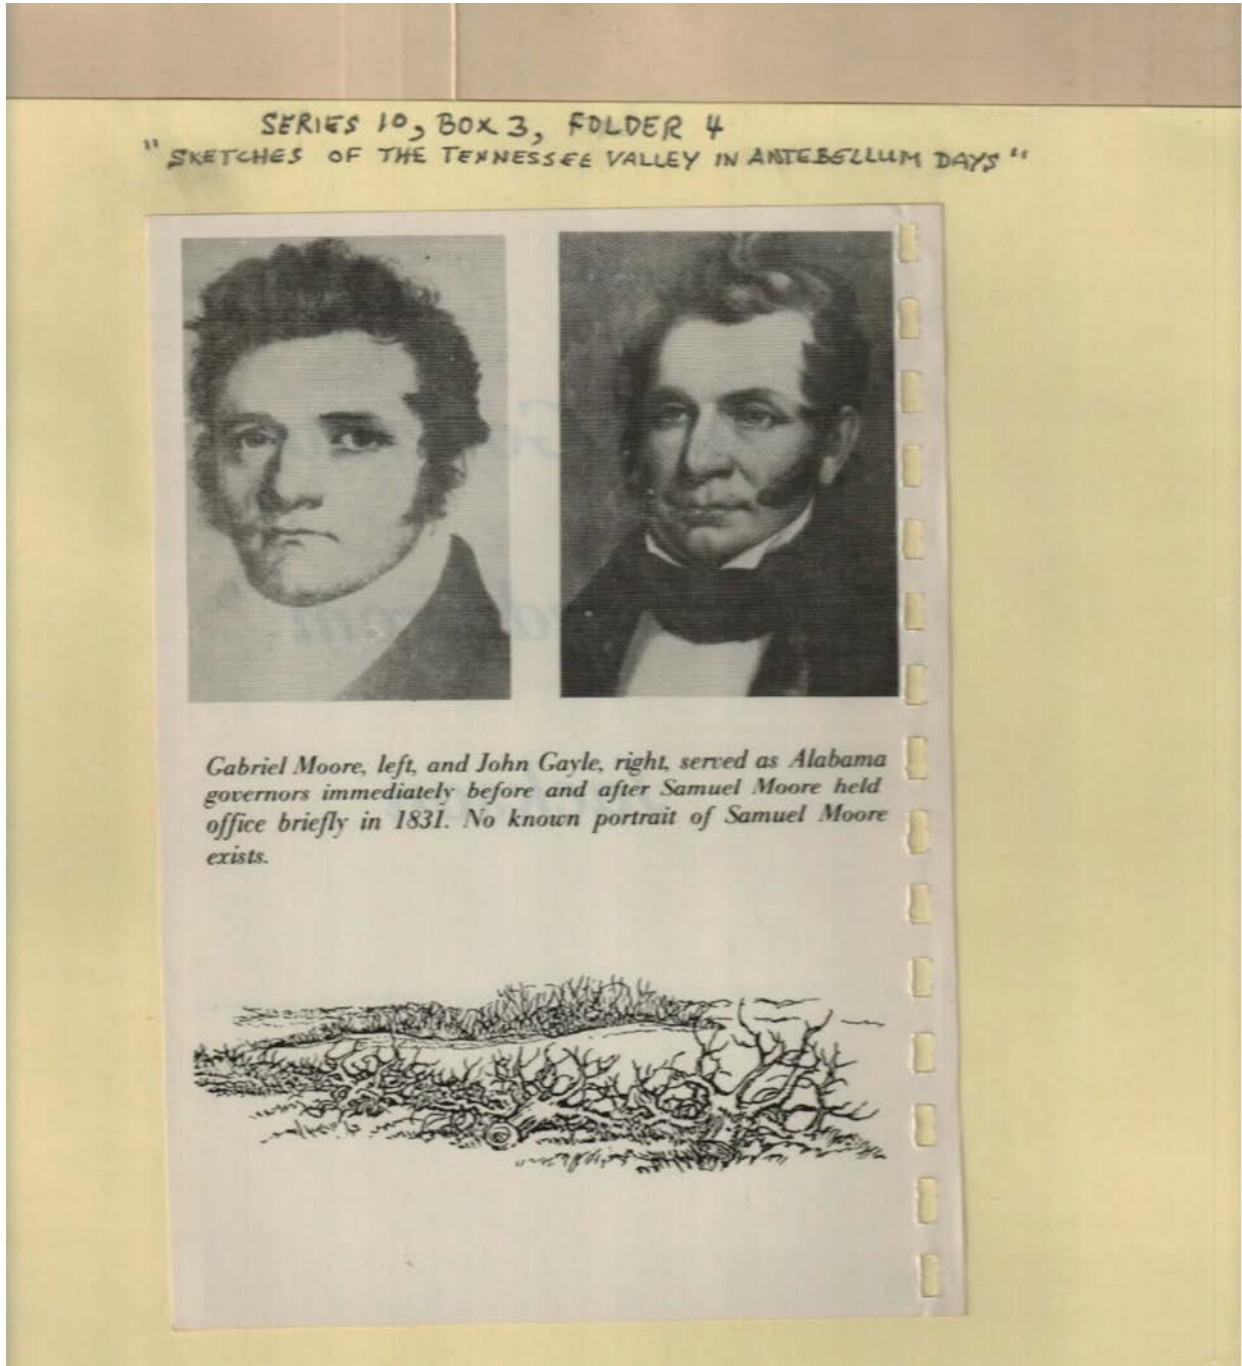 SERIES 10, BOX 3, FOLDER 4
"SKETCHES OF THE TENNESSEE VALLEY IN ANTEBELLUM DAYS"
Gabriel Moore, left, and John Gayle, right, served as Alabama
governors immediately before and after Samuel Moore held
office briefly in 1831. No known portrait of Samuel Moore
exists.